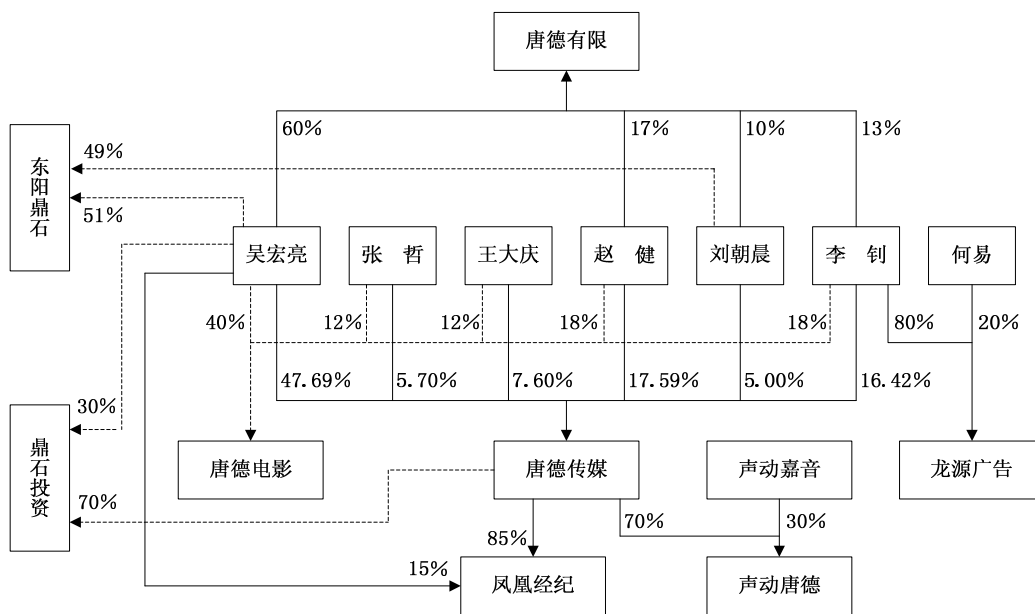 唐德有限
60%
17%
10%
13%
东阳鼎石
49%
51%
吴宏亮
张 哲
王大庆
赵 健
刘朝晨
李 钊
何易
40%
12%
12%
18%
18%
80%
20%
47.69%
5.70%
7.60%
17.59%
5.00%
16.42%
鼎石投资
30%
70%
唐德电影
唐德传媒
声动嘉音
龙源广告
85%
70%
30%
15%
凤凰经纪
声动唐德